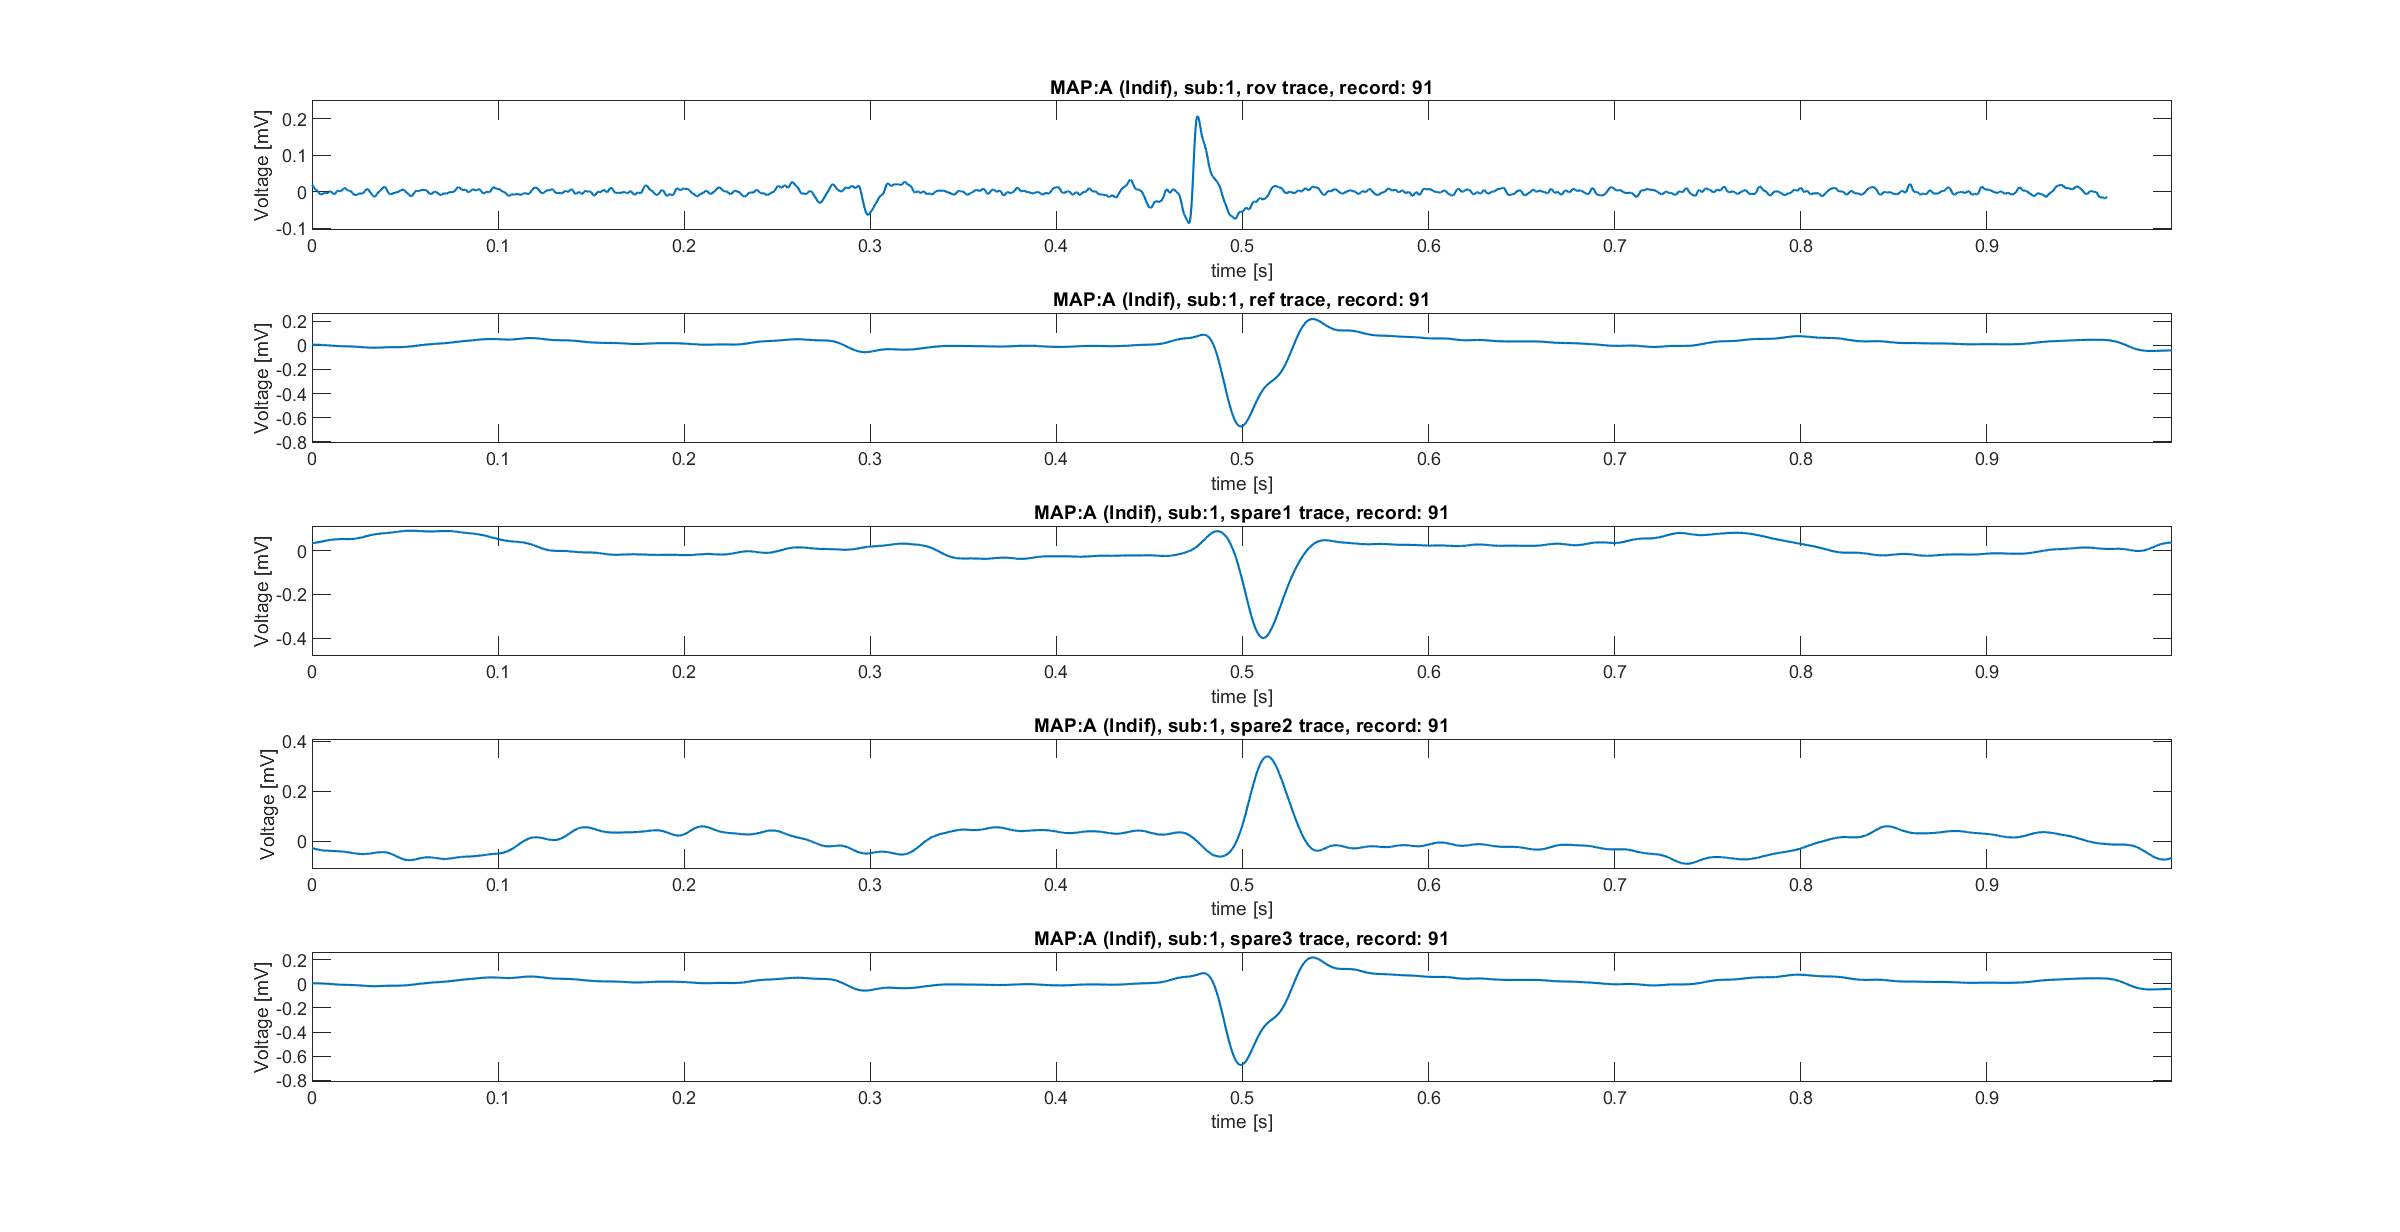 MAP:A (Indif), sub:1, rov trace, record: 91
Voltage [mV]
0.2
0.1
0
-0.1
0 0.1 0.2 0.3 0.4 0.5 0.6 0.7 0.8 0.9
time [s]
MAP:A (Indif), sub:1, ref trace, record: 91
Voltage [mV]
0.2
0
-0.2
-0.4
-0.6
-0.8
0 0.1 0.2 0.3 0.4 0.5 0.6 0.7 0.8 0.9
time [s]
MAP:A (Indif), sub:1, spare1 trace, record: 91
Voltage [mV]
0
-0.2
-0.4
0 0.1 0.2 0.3 0.4 0.5 0.6 0.7 0.8 0.9
time [s]
MAP:A (Indif), sub:1, spare2 trace, record: 91
Voltage [mV]
0.4
0.2
0
0 0.1 0.2 0.3 0.4 0.5 0.6 0.7 0.8 0.9
time [s]
MAP:A (Indif), sub:1, spare3 trace, record: 91
Voltage [mV]
0.2
0
-0.2
-0.4
-0.6
-0.8
0 0.1 0.2 0.3 0.4 0.5 0.6 0.7 0.8 0.9
time [s]